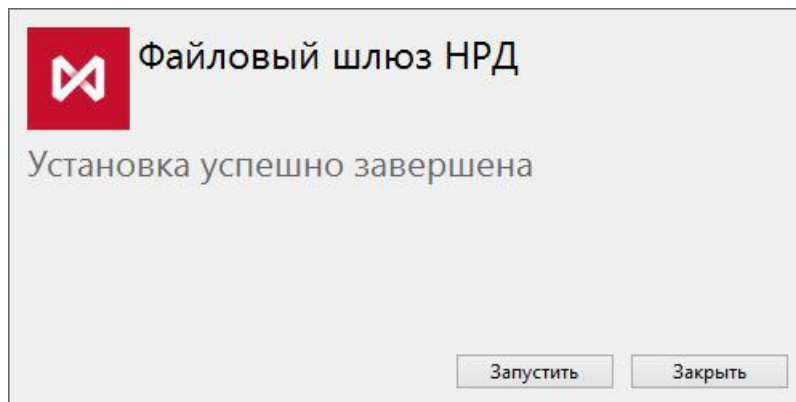 Файловый шлюз НРД
Установка успешно завершена
Запустить
Закрыть